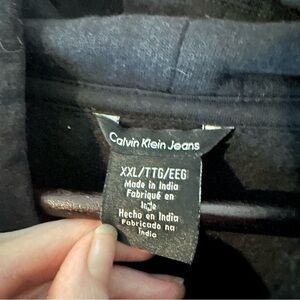 Calvin Klein Jeans
XXL/TTG/EEG
Made in India
Fabriqué en
Inde
Hecho en India
Fabricado na
India